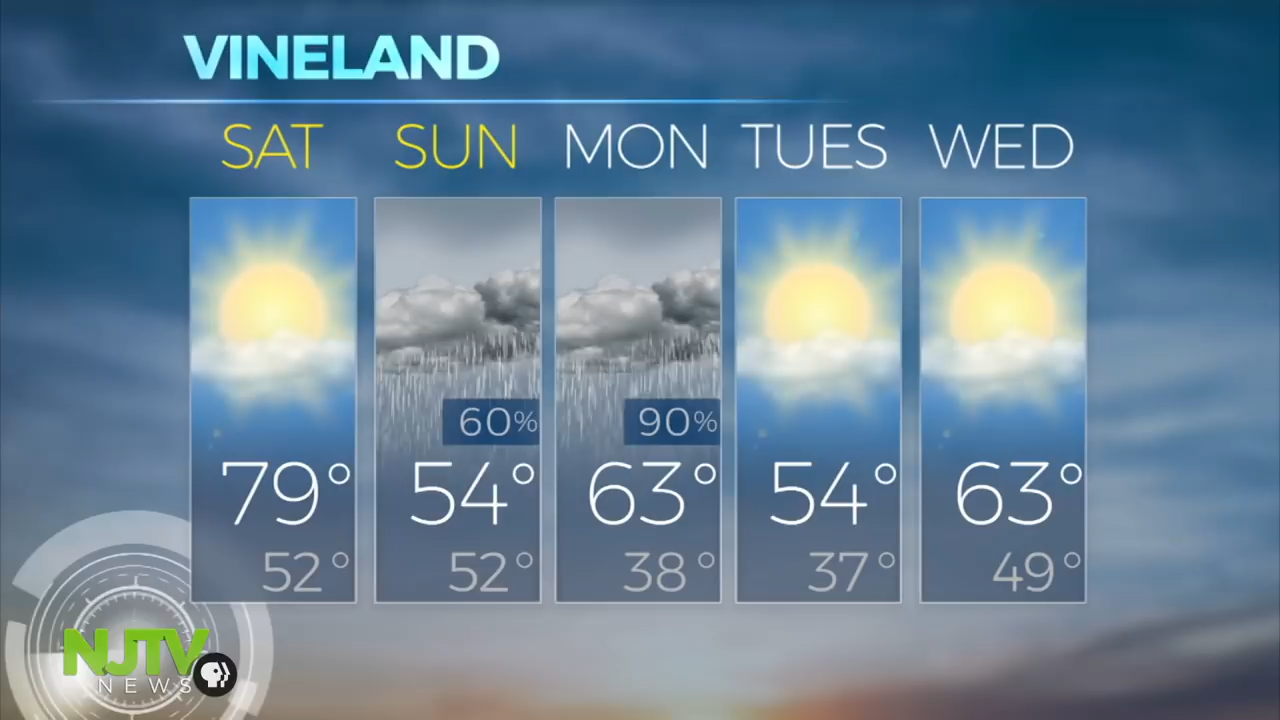 VINELAND
SAT SUN MON TUES WED
60% 90%
79° 54° 63° 54° 63°
52° 52° 38° 37° 49°
NJTV
NEWS